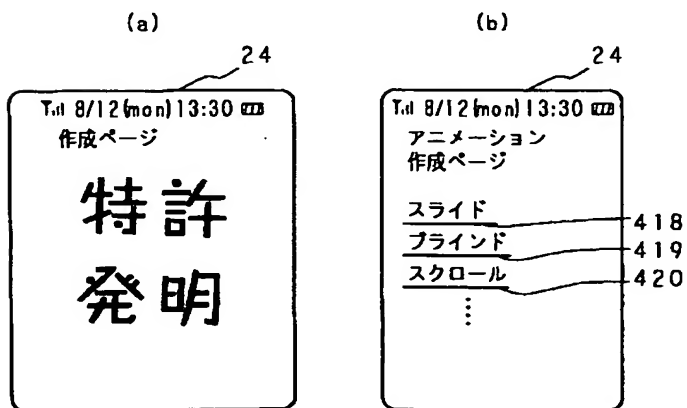 (a)
24
8/12(mon)13:30
作成ページ
特許
発明
(b)
24
8/12(mon)13:30
アニメーション
作成ページ
スライド
ブラインド
スクロール
418
419
420